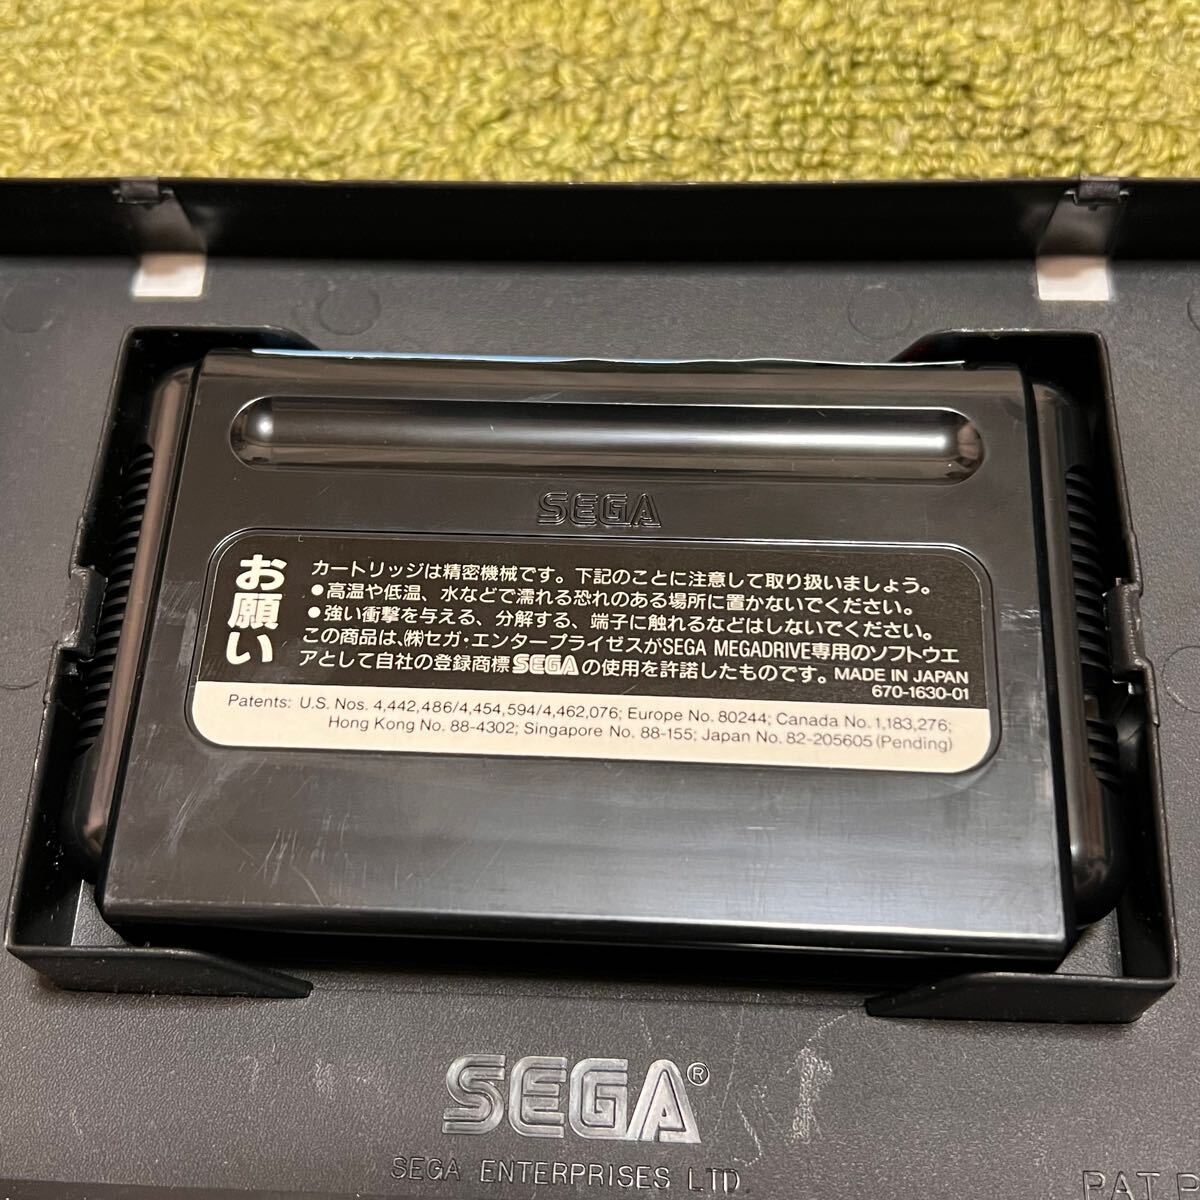 SEGA
お願い
カートリッジは精密機械です。下記のことに注意して取り扱いましょう。
●高温や低温、水などで濡れる恐れのある場所に置かないでください。
●強い衝撃を与える、分解する、端子に触れるなどはしないでください。
この商品は、㈱セガ・エンタープライゼスがSEGA MEGADRIVE専用のソフトウエ
アとして自社の登録商標SEGAの使用を許諾したものです。MADE IN JAPAN
670-1630-01
Patents: U.S. Nos. 4,442,486/4,454,594/4,462,076; Europe No. 80244; Canada No. 1,183,276;
Hong Kong No. 88-4302; Singapore No. 88-155; Japan No. 82-205605 (Pending)
SEGA®
SEGA ENTERPRISES LTD.
PAT